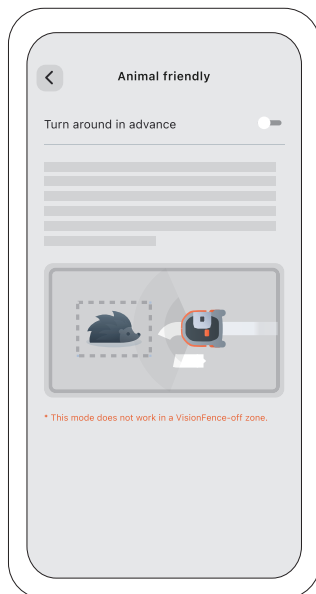 Animal friendly
Turn around in advance
* This mode does not work in a VisionFence-off zone.